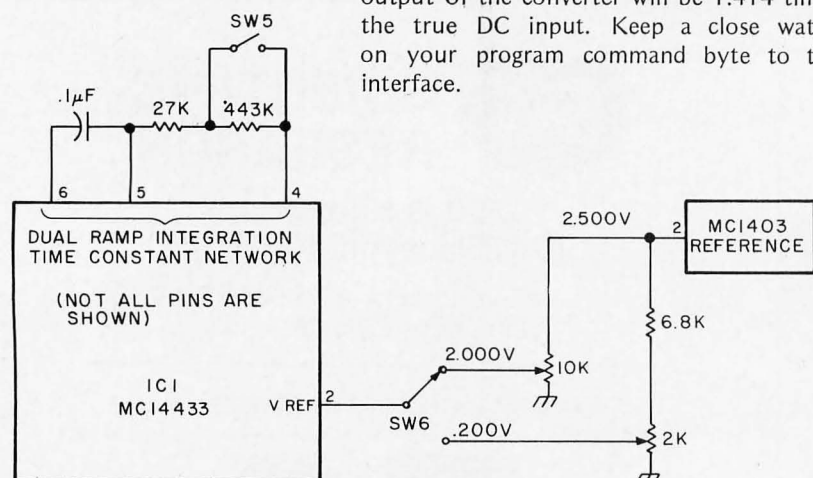 output of the converter will be 1.414
the true DC input. Keep a close
on your program command byte to
interface.
SW5
.1µF
27K
443K
6
5
4
DUAL RAMP INTEGRATION
TIME CONSTANT NETWORK
(NOT ALL PINS ARE
SHOWN)
IC1
MC14433
V REF
2
SW6
2.000V
.200V
2.500V
2
MC1403
REFERENCE
6.8K
10K
2K